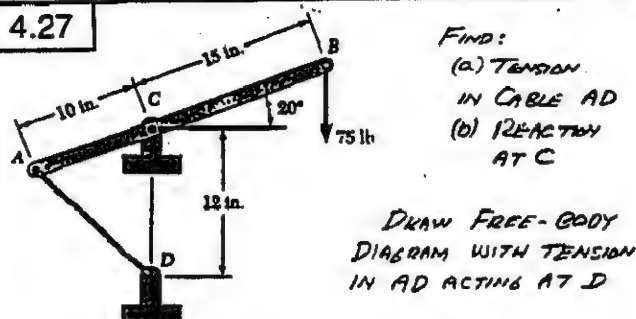 4.27
15 in.
B
10 in.
C
20°
A
75 lb
12 in.
D
FIND:
(a) TENSION
IN CABLE AD
(b) REACTION
AT C
DRAW FREE-BODY
DIAGRAM WITH TENSION
IN AD ACTING AT D